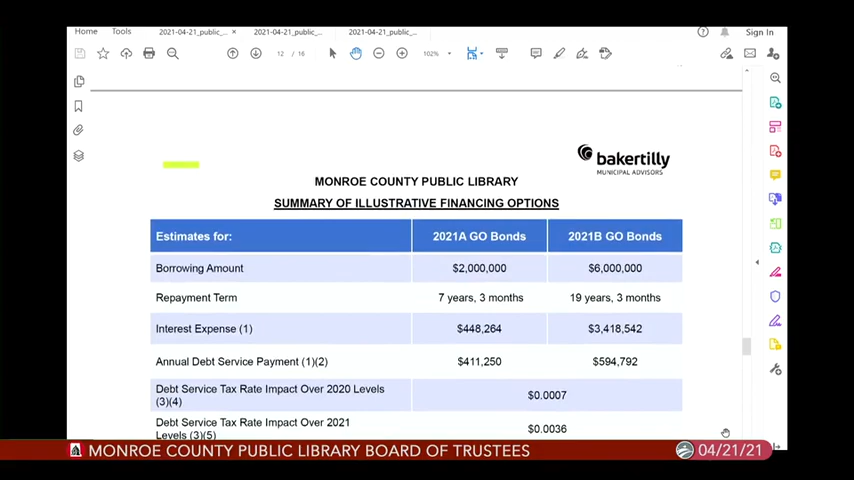 Home Tools 2021-04-21_public_... × 2021-04-21_public_... 2021-04-21_public_... Sign In
12 / 16 102%
bakertilly
MUNICIPAL ADVISORS
MONROE COUNTY PUBLIC LIBRARY
SUMMARY OF ILLUSTRATIVE FINANCING OPTIONS
Estimates for: 2021A GO Bonds 2021B GO Bonds
Borrowing Amount $2,000,000 $6,000,000
Repayment Term 7 years, 3 months 19 years, 3 months
Interest Expense (1) $448,264 $3,418,542
Annual Debt Service Payment (1)(2) $411,250 $594,792
Debt Service Tax Rate Impact Over 2020 Levels
(3)(4) $0.0007
Debt Service Tax Rate Impact Over 2021
Levels (3)(5) $0.0036
MONROE COUNTY PUBLIC LIBRARY BOARD OF TRUSTEES 04/21/21